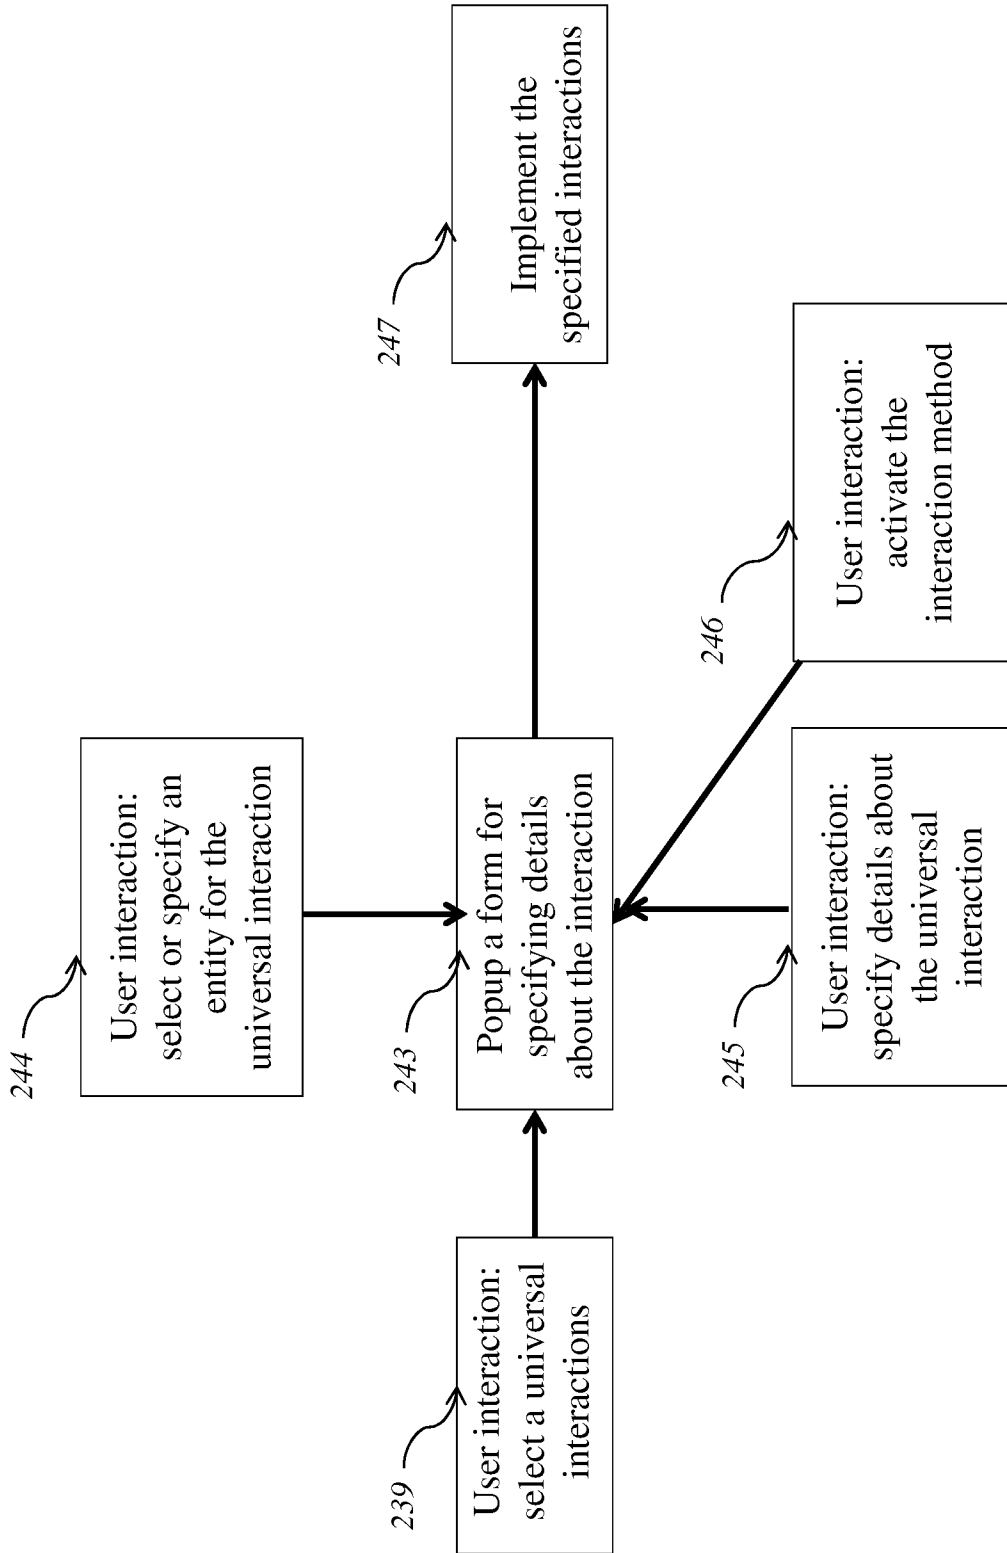 244
User interaction:
select or specify an
entity for the
universal interaction
239
User interaction:
select a universal
interactions
243
Popup a form for
specifying details
about the interaction
247
Implement the
specified interactions
245
User interaction:
specify details about
the universal
interaction
246
User interaction:
activate the
interaction method